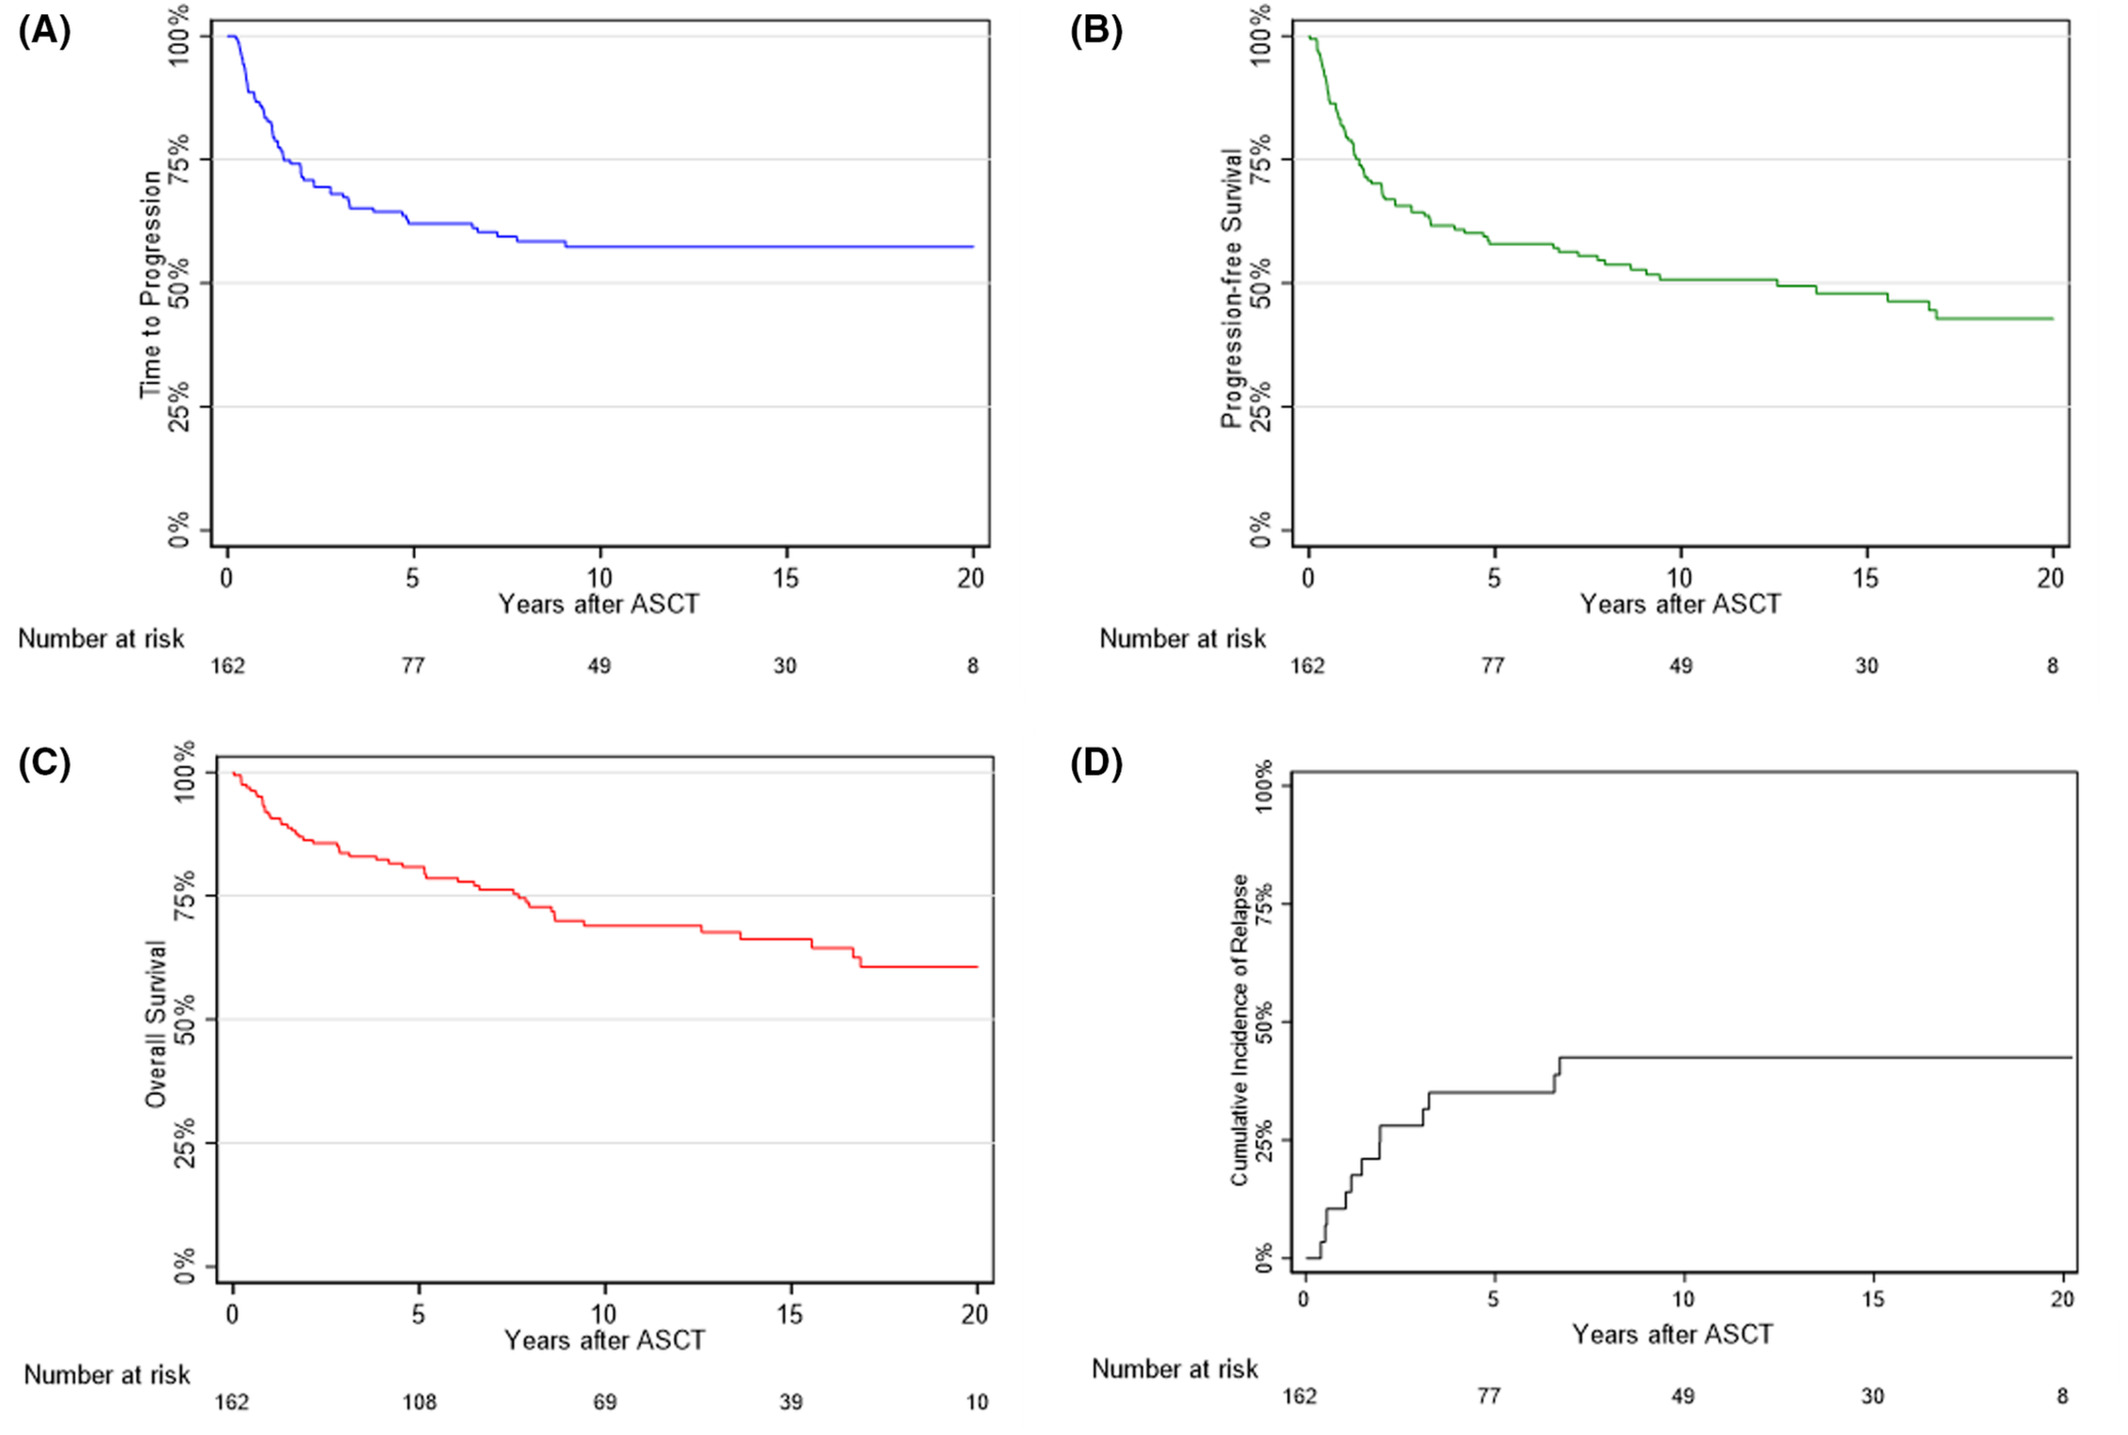 (A)
Time to Progression
100%
75%
50%
25%
0%
0 5 10 15 20
Years after ASCT
Number at risk
162 77 49 30 8
(B)
Progression-free Survival
100%
75%
50%
25%
0%
0 5 10 15 20
Years after ASCT
Number at risk
162 77 49 30 8
(C)
Overall Survival
100%
75%
50%
25%
0%
0 5 10 15 20
Years after ASCT
Number at risk
162 108 69 39 10
(D)
Cumulative Incidence of Relapse
100%
75%
50%
25%
0%
0 5 10 15 20
Years after ASCT
Number at risk
162 77 49 30 8